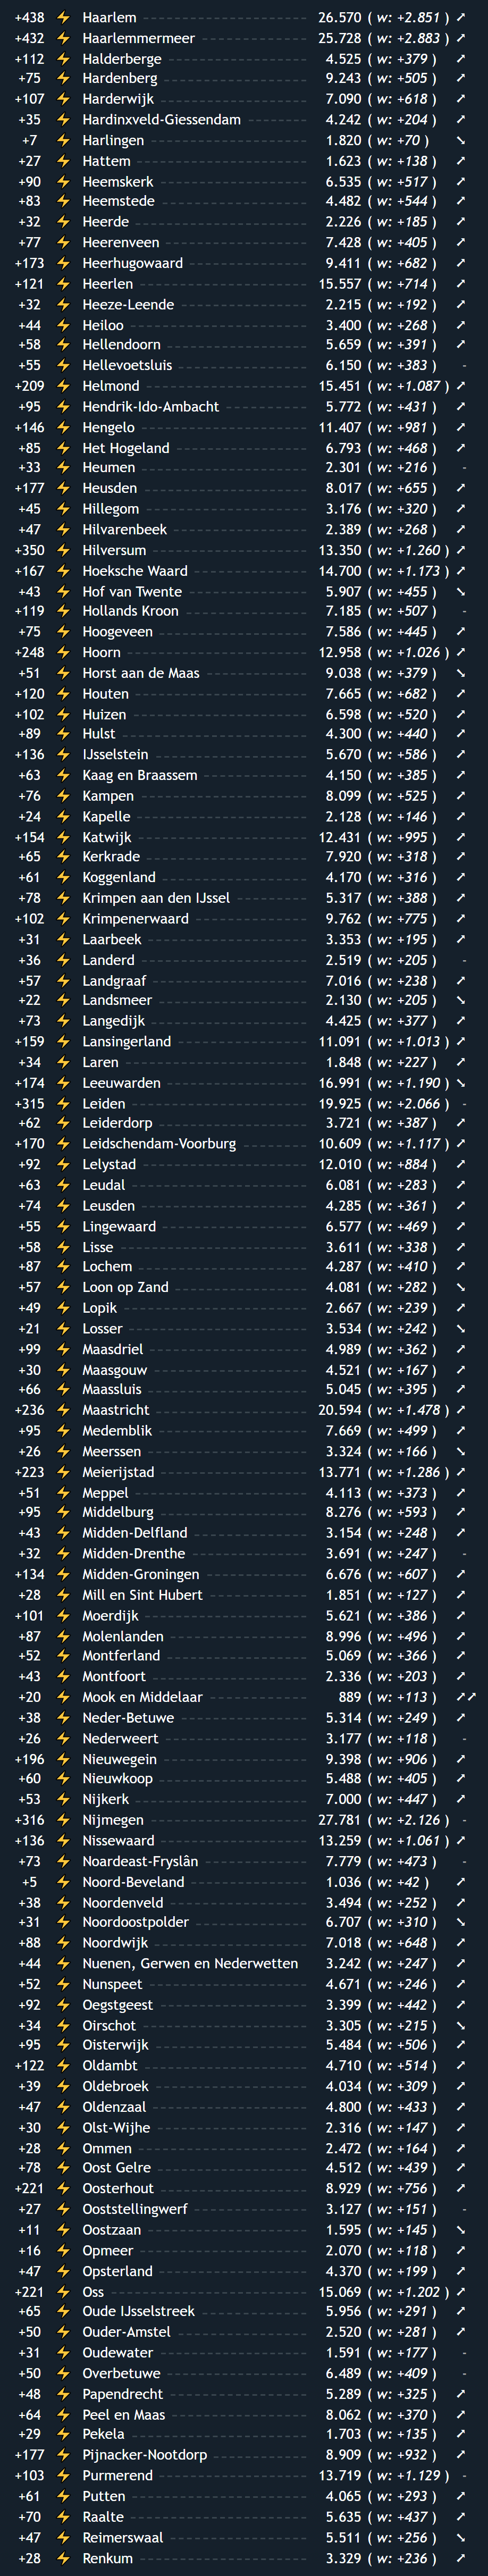 +438 ⚡ Haarlem 26.570 ( w: +2.851 ) ↗
+432 ⚡ Haarlemmermeer 25.728 ( w: +2.883 ) ↗
+112 ⚡ Halderberge 4.525 ( w: +379 ) ↗
+75 ⚡ Hardenberg 9.243 ( w: +505 ) ↗
+107 ⚡ Harderwijk 7.090 ( w: +618 ) ↗
+35 ⚡ Hardinxveld-Giessendam 4.242 ( w: +204 ) ↗
+7 ⚡ Harlingen 1.820 ( w: +70 ) ↘
+27 ⚡ Hattem 1.623 ( w: +138 ) ↗
+90 ⚡ Heemskerk 6.535 ( w: +517 ) ↗
+83 ⚡ Heemstede 4.482 ( w: +544 ) ↗
+32 ⚡ Heerde 2.226 ( w: +185 ) ↗
+77 ⚡ Heerenveen 7.428 ( w: +405 ) ↗
+173 ⚡ Heerhugowaard 9.411 ( w: +682 ) ↗
+121 ⚡ Heerlen 15.557 ( w: +714 ) ↗
+32 ⚡ Heeze-Leende 2.215 ( w: +192 ) ↗
+44 ⚡ Heiloo 3.400 ( w: +268 ) ↗
+58 ⚡ Hellendoorn 5.659 ( w: +391 ) ↗
+55 ⚡ Hellevoetsluis 6.150 ( w: +383 ) -
+209 ⚡ Helmond 15.451 ( w: +1.087 ) ↗
+95 ⚡ Hendrik-Ido-Ambacht 5.772 ( w: +431 ) ↗
+146 ⚡ Hengelo 11.407 ( w: +981 ) ↗
+85 ⚡ Het Hogeland 6.793 ( w: +468 ) ↗
+33 ⚡ Heumen 2.301 ( w: +216 ) -
+177 ⚡ Heusden 8.017 ( w: +655 ) ↗
+45 ⚡ Hillegom 3.176 ( w: +320 ) ↗
+47 ⚡ Hilvarenbeek 2.389 ( w: +268 ) ↗
+350 ⚡ Hilversum 13.350 ( w: +1.260 ) ↗
+167 ⚡ Hoeksche Waard 14.700 ( w: +1.173 ) ↗
+43 ⚡ Hof van Twente 5.907 ( w: +455 ) ↘
+119 ⚡ Hollands Kroon 7.185 ( w: +507 ) -
+75 ⚡ Hoogeveen 7.586 ( w: +445 ) ↗
+248 ⚡ Hoorn 12.958 ( w: +1.026 ) ↗
+51 ⚡ Horst aan de Maas 9.038 ( w: +379 ) ↘
+120 ⚡ Houten 7.665 ( w: +682 ) ↗
+102 ⚡ Huizen 6.598 ( w: +520 ) ↗
+89 ⚡ Hulst 4.300 ( w: +440 ) ↗
+136 ⚡ IJsselstein 5.670 ( w: +586 ) ↗
+63 ⚡ Kaag en Braassem 4.150 ( w: +385 ) ↗
+76 ⚡ Kampen 8.099 ( w: +525 ) ↗
+24 ⚡ Kapelle 2.128 ( w: +146 ) ↗
+154 ⚡ Katwijk 12.431 ( w: +995 ) ↗
+65 ⚡ Kerkrade 7.920 ( w: +318 ) ↗
+61 ⚡ Koggenland 4.170 ( w: +316 ) ↗
+78 ⚡ Krimpen aan den IJssel 5.317 ( w: +388 ) ↗
+102 ⚡ Krimpenerwaard 9.762 ( w: +775 ) ↗
+31 ⚡ Laarbeek 3.353 ( w: +195 ) ↗
+36 ⚡ Landerd 2.519 ( w: +205 ) -
+57 ⚡ Landgraaf 7.016 ( w: +238 ) ↗
+22 ⚡ Landsmeer 2.130 ( w: +205 ) ↘
+73 ⚡ Langedijk 4.425 ( w: +377 ) ↗
+159 ⚡ Lansingerland 11.091 ( w: +1.013 ) ↗
+34 ⚡ Laren 1.848 ( w: +227 ) ↗
+174 ⚡ Leeuwarden 16.991 ( w: +1.190 ) ↘
+315 ⚡ Leiden 19.925 ( w: +2.066 ) -
+62 ⚡ Leiderdorp 3.721 ( w: +387 ) ↗
+170 ⚡ Leidschendam-Voorburg 10.609 ( w: +1.117 ) ↗
+92 ⚡ Lelystad 12.010 ( w: +884 ) ↗
+63 ⚡ Leudal 6.081 ( w: +283 ) ↗
+74 ⚡ Leusden 4.285 ( w: +361 ) ↗
+55 ⚡ Lingewaard 6.577 ( w: +469 ) ↗
+58 ⚡ Lisse 3.611 ( w: +338 ) ↗
+87 ⚡ Lochem 4.287 ( w: +410 ) ↗
+57 ⚡ Loon op Zand 4.081 ( w: +282 ) ↘
+49 ⚡ Lopik 2.667 ( w: +239 ) ↗
+21 ⚡ Losser 3.534 ( w: +242 ) ↘
+99 ⚡ Maasdriel 4.989 ( w: +362 ) ↗
+30 ⚡ Maasgouw 4.521 ( w: +167 ) ↗
+66 ⚡ Maassluis 5.045 ( w: +395 ) ↗
+236 ⚡ Maastricht 20.594 ( w: +1.478 ) ↗
+95 ⚡ Medemblik 7.669 ( w: +499 ) ↗
+26 ⚡ Meerssen 3.324 ( w: +166 ) ↘
+223 ⚡ Meierijstad 13.771 ( w: +1.286 ) ↗
+51 ⚡ Meppel 4.113 ( w: +373 ) ↗
+95 ⚡ Middelburg 8.276 ( w: +593 ) ↗
+43 ⚡ Midden-Delfland 3.154 ( w: +248 ) ↗
+32 ⚡ Midden-Drenthe 3.691 ( w: +247 ) -
+134 ⚡ Midden-Groningen 6.676 ( w: +607 ) ↗
+28 ⚡ Mill en Sint Hubert 1.851 ( w: +127 ) ↗
+101 ⚡ Moerdijk 5.621 ( w: +386 ) ↗
+87 ⚡ Molenlanden 8.996 ( w: +496 ) ↗
+52 ⚡ Montferland 5.069 ( w: +366 ) ↗
+43 ⚡ Montfoort 2.336 ( w: +203 ) ↗
+20 ⚡ Mook en Middelaar 889 ( w: +113 ) ↗↗
+38 ⚡ Neder-Betuwe 5.314 ( w: +249 ) ↗
+26 ⚡ Nederweert 3.177 ( w: +118 ) -
+196 ⚡ Nieuwegein 9.398 ( w: +906 ) ↗
+60 ⚡ Nieuwkoop 5.488 ( w: +405 ) ↗
+53 ⚡ Nijkerk 7.000 ( w: +447 ) ↗
+316 ⚡ Nijmegen 27.781 ( w: +2.126 ) -
+136 ⚡ Nissewaard 13.259 ( w: +1.061 ) ↗
+73 ⚡ Noardeast-Fryslân 7.779 ( w: +473 ) -
+5 ⚡ Noord-Beveland 1.036 ( w: +42 ) ↗
+38 ⚡ Noordenveld 3.494 ( w: +252 ) ↗
+31 ⚡ Noordoostpolder 6.707 ( w: +310 ) ↘
+88 ⚡ Noordwijk 7.018 ( w: +648 ) ↗
+44 ⚡ Nuenen, Gerwen en Nederwetten 3.242 ( w: +247 ) ↗
+52 ⚡ Nunspeet 4.671 ( w: +246 ) ↗
+92 ⚡ Oegstgeest 3.399 ( w: +442 ) ↗
+34 ⚡ Oirschot 3.305 ( w: +215 ) ↘
+95 ⚡ Oisterwijk 5.484 ( w: +506 ) ↗
+122 ⚡ Oldambt 4.710 ( w: +514 ) ↗
+39 ⚡ Oldebroek 4.034 ( w: +309 ) ↗
+47 ⚡ Oldenzaal 4.800 ( w: +433 ) ↗
+30 ⚡ Olst-Wijhe 2.316 ( w: +147 ) ↗
+28 ⚡ Ommen 2.472 ( w: +164 ) ↗
+78 ⚡ Oost Gelre 4.512 ( w: +439 ) ↗
+221 ⚡ Oosterhout 8.929 ( w: +756 ) ↗
+27 ⚡ Ooststellingwerf 3.127 ( w: +151 ) -
+11 ⚡ Oostzaan 1.595 ( w: +145 ) ↘
+16 ⚡ Opmeer 2.070 ( w: +118 ) ↗
+47 ⚡ Opsterland 4.370 ( w: +199 ) ↗
+221 ⚡ Oss 15.069 ( w: +1.202 ) ↗
+65 ⚡ Oude IJsselstreek 5.956 ( w: +291 ) ↗
+50 ⚡ Ouder-Amstel 2.520 ( w: +281 ) ↗
+31 ⚡ Oudewater 1.591 ( w: +177 ) -
+50 ⚡ Overbetuwe 6.489 ( w: +409 ) -
+48 ⚡ Papendrecht 5.289 ( w: +325 ) ↗
+64 ⚡ Peel en Maas 8.062 ( w: +370 ) ↗
+29 ⚡ Pekela 1.703 ( w: +135 ) ↗
+177 ⚡ Pijnacker-Nootdorp 8.909 ( w: +932 ) ↗
+103 ⚡ Purmerend 13.719 ( w: +1.129 ) -
+61 ⚡ Putten 4.065 ( w: +293 ) ↗
+70 ⚡ Raalte 5.635 ( w: +437 ) ↗
+47 ⚡ Reimerswaal 5.511 ( w: +256 ) ↘
+28 ⚡ Renkum 3.329 ( w: +236 ) ↗